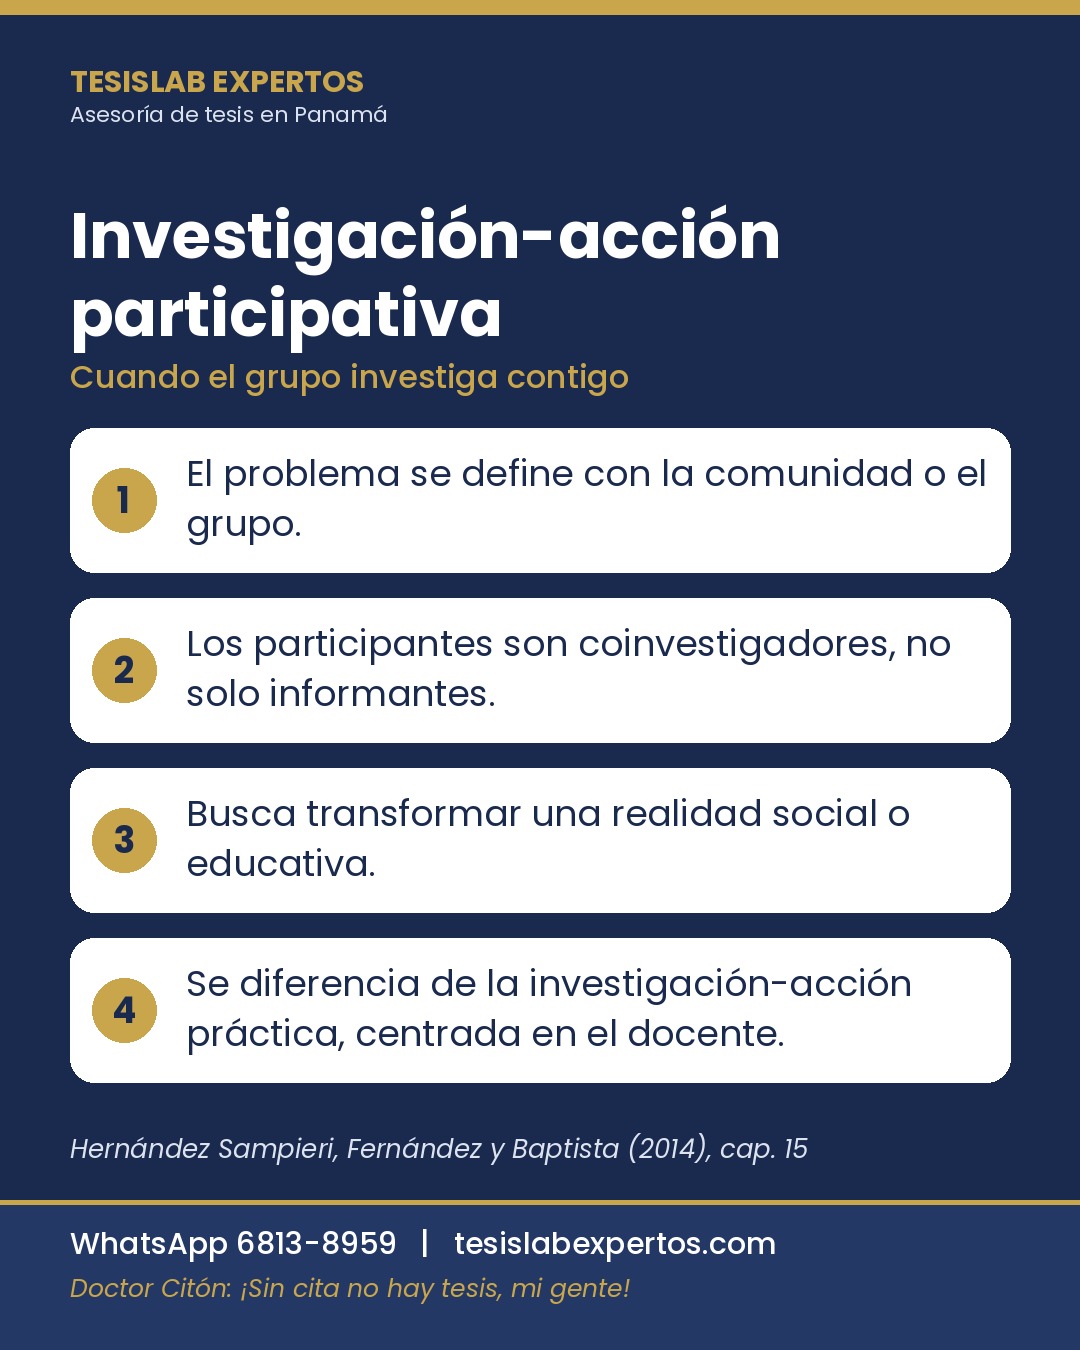 TESISLAB EXPERTOS
Asesoría de tesis en Panamá
Investigación-acción
participativa
Cuando el grupo investiga contigo
1
El problema se define con la comunidad o el
grupo.
2
Los participantes son coinvestigadores, no
solo informantes.
3
Busca transformar una realidad social o
educativa.
4
Se diferencia de la investigación-acción
práctica, centrada en el docente.
Hernández Sampieri, Fernández y Baptista (2014), cap. 15
WhatsApp 6813-8959 | tesislabexpertos.com
Doctor Citón: ¡Sin cita no hay tesis, mi gente!